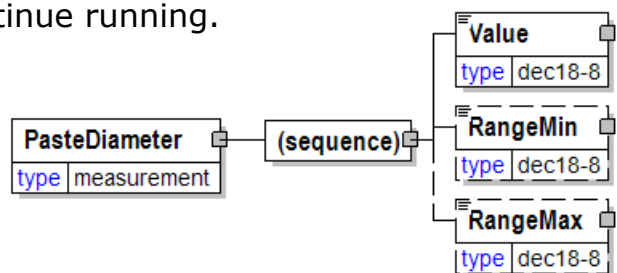 tinue running.
PasteDiameter
type measurement
(sequence)
Value
type dec18-8
RangeMin
type dec18-8
RangeMax
type dec18-8